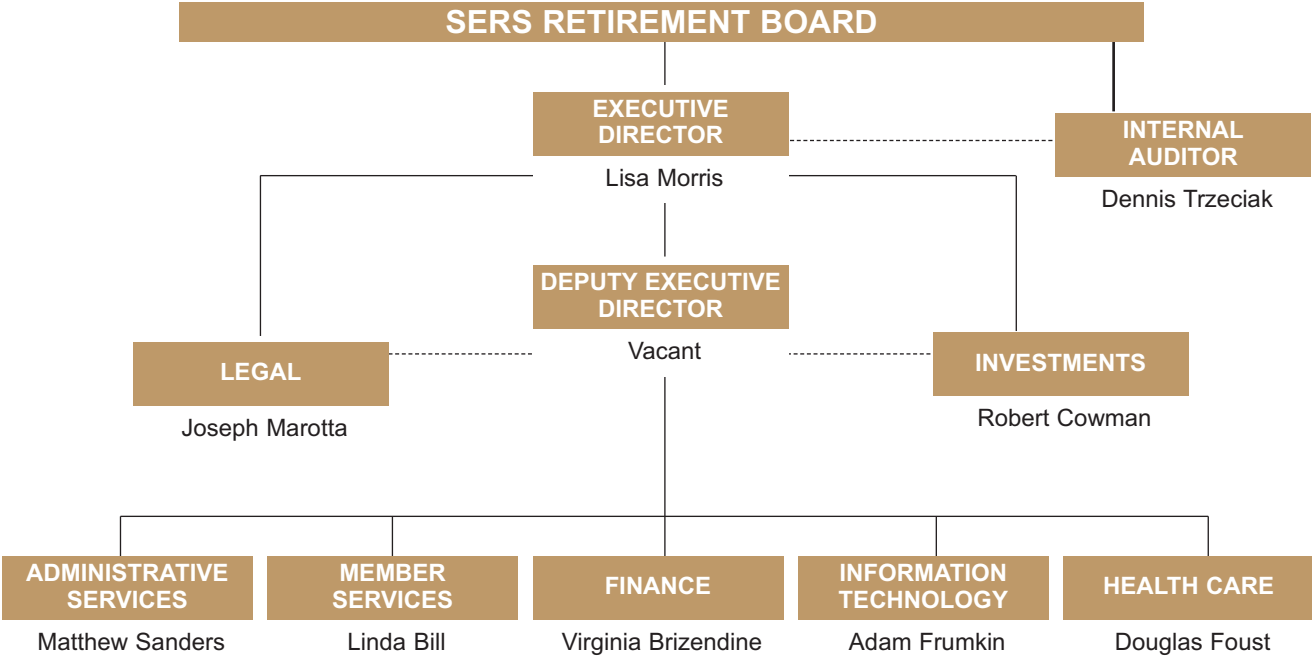 SERS RETIREMENT BOARD
EXECUTIVE
DIRECTOR
Lisa Morris
INTERNAL
AUDITOR
Dennis Trzeciak
DEPUTY EXECUTIVE
DIRECTOR
Vacant
LEGAL
Joseph Marotta
INVESTMENTS
Robert Cowman
ADMINISTRATIVE
SERVICES
Matthew Sanders
MEMBER
SERVICES
Linda Bill
FINANCE
Virginia Brizendine
INFORMATION
TECHNOLOGY
Adam Frumkin
HEALTH CARE
Douglas Foust